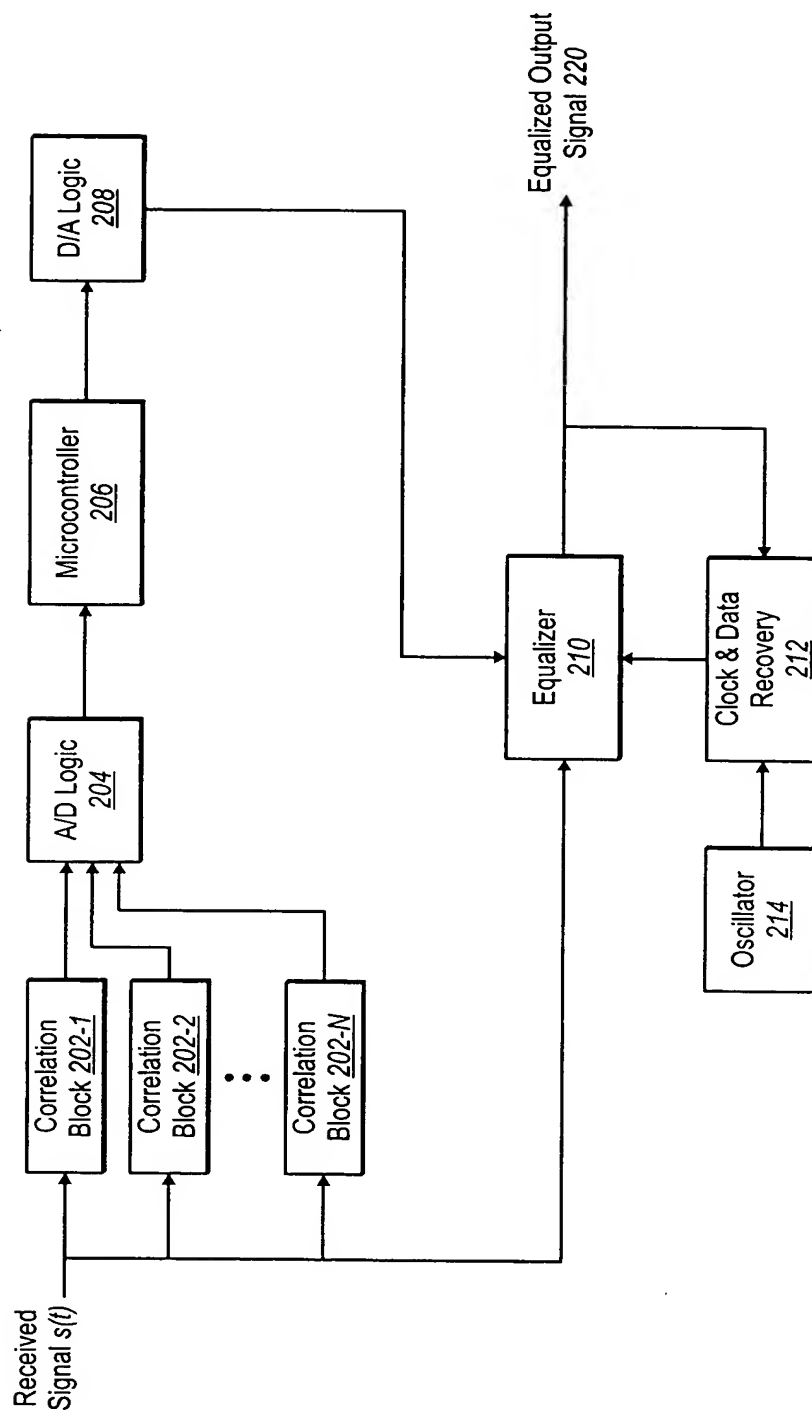 Received
Signal s(t)
Correlation
Block 202-1
Correlation
Block 202-2
Correlation
Block 202-N
A/D Logic
204
Microcontroller
206
D/A Logic
208
Equalizer
210
Equalized Output
Signal 220
Oscillator
214
Clock & Data
Recovery
212